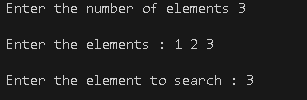 Enter the number of elements 3
Enter the elements : 1 2 3
Enter the element to search : 3